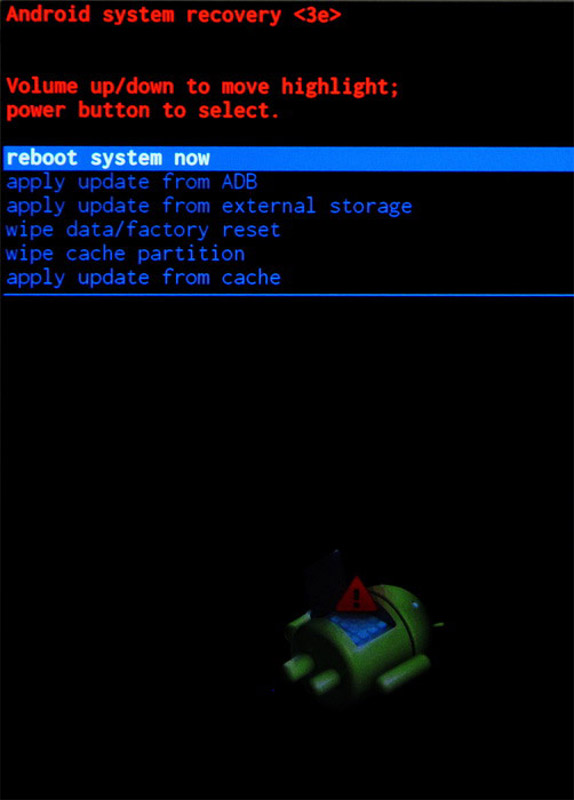 Android system recovery <3e>
Volume up/down to move highlight;
power button to select.
reboot system now
apply update from ADB
apply update from external storage
wipe data/factory reset
wipe cache partition
apply update from cache